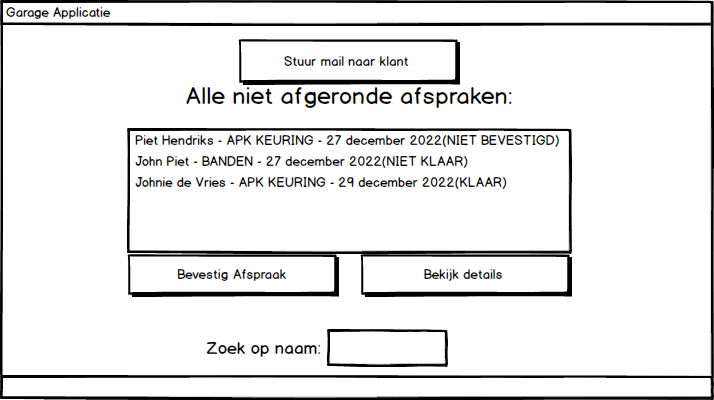 Garage Applicatie
Stuur mail naar klant
Alle niet afgeronde afspraken:
Piet Hendriks - APK KEURING - 27 december 2022(NIET BEVESTIGD)
John Piet - BANDEN - 27 december 2022(NIET KLAAR)
Johnie de Vries - APK KEURING - 29 december 2022(KLAAR)
Bevestig Afspraak
Bekijk details
Zoek op naam: